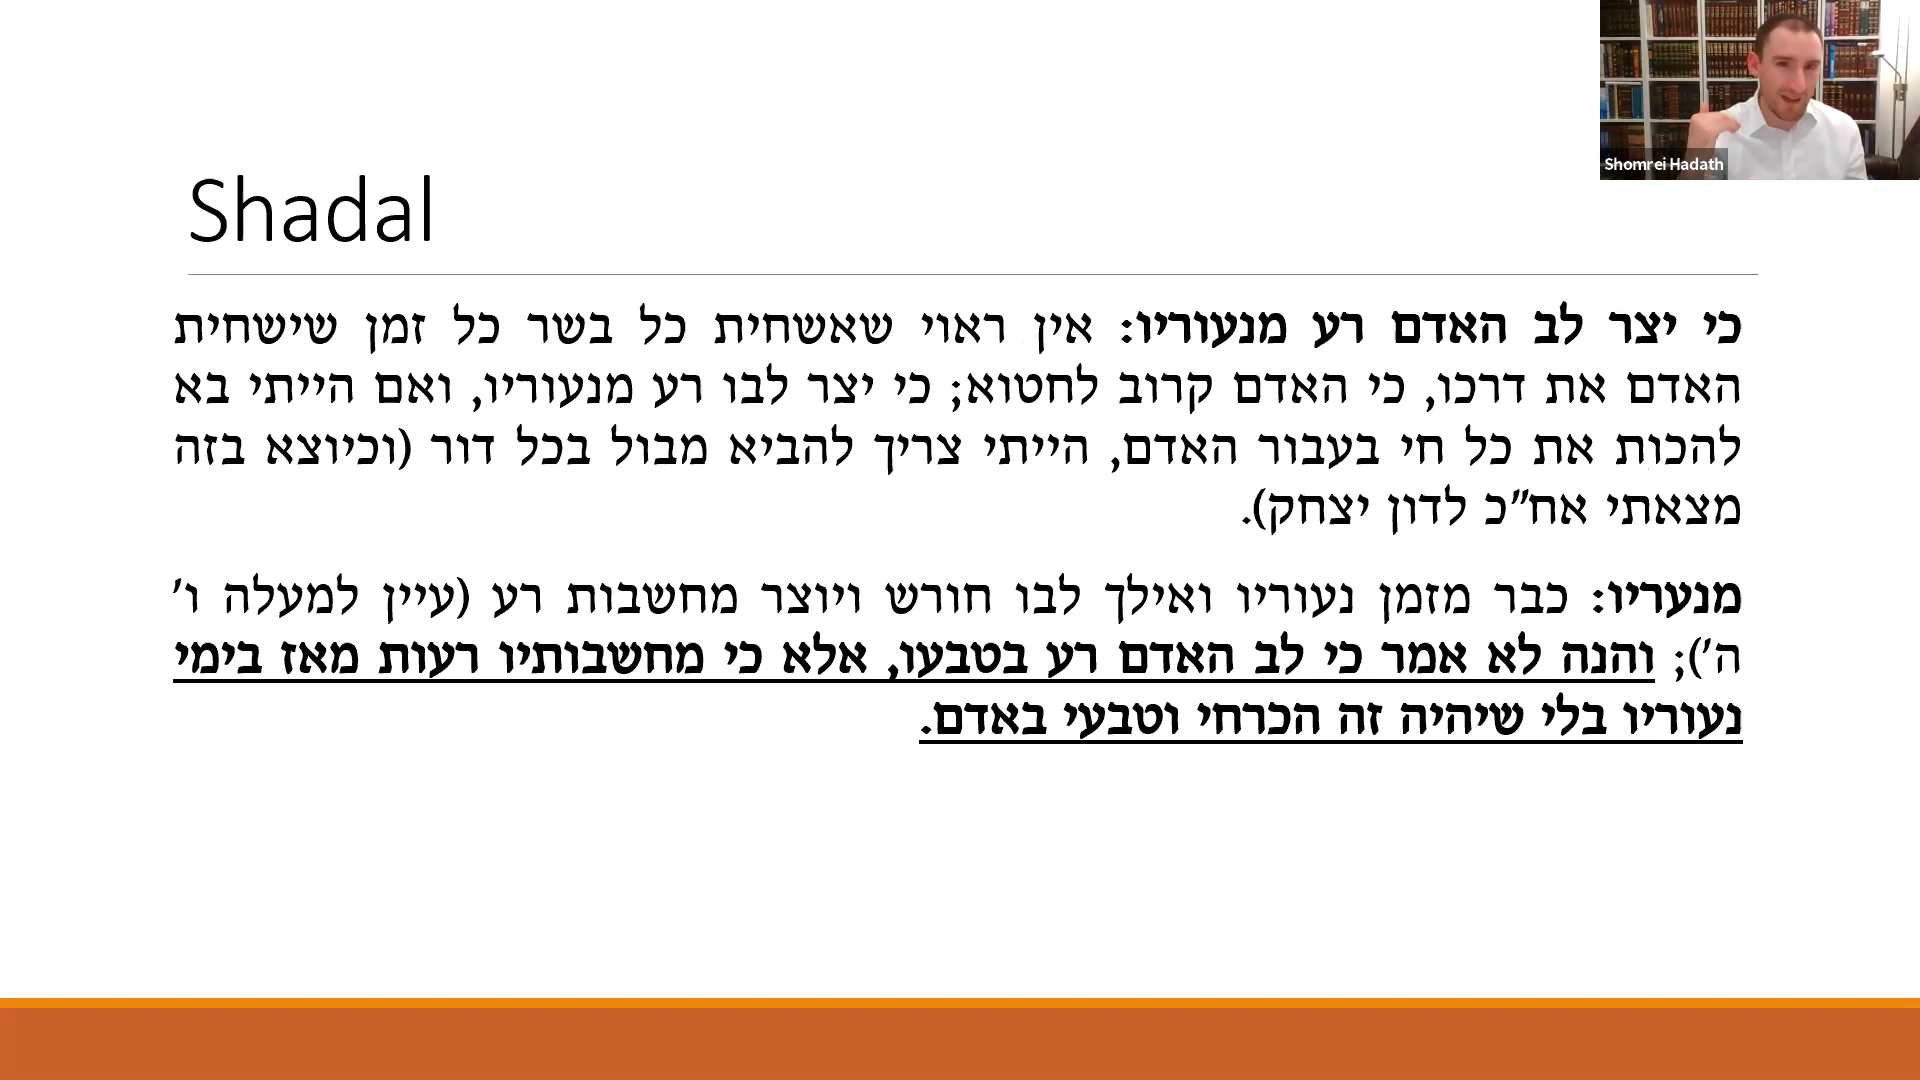 Shomrei Hadath
Shadal
כי יצר לב האדם רע מנעוריו: אין ראוי שאשחית כל בשר כל זמן שישחית
האדם את דרכו, כי האדם קרוב לחטוא; כי יצר לבו רע מנעוריו, ואם הייתי בא
להכות את כל חי בעבור האדם, הייתי צריך להביא מבול בכל דור (וכיוצא בזה
מצאתי אח"כ לדון יצחק).
מנעריו: כבר מזמן נעוריו ואילך לבו חורש ויוצר מחשבות רע (עיין למעלה ו'
ה'); והנה לא אמר כי לב האדם רע בטבעו, אלא כי מחשבותיו רעות מאז בימי
נעוריו בלי שיהיה זה הכרחי וטבעי באדם.